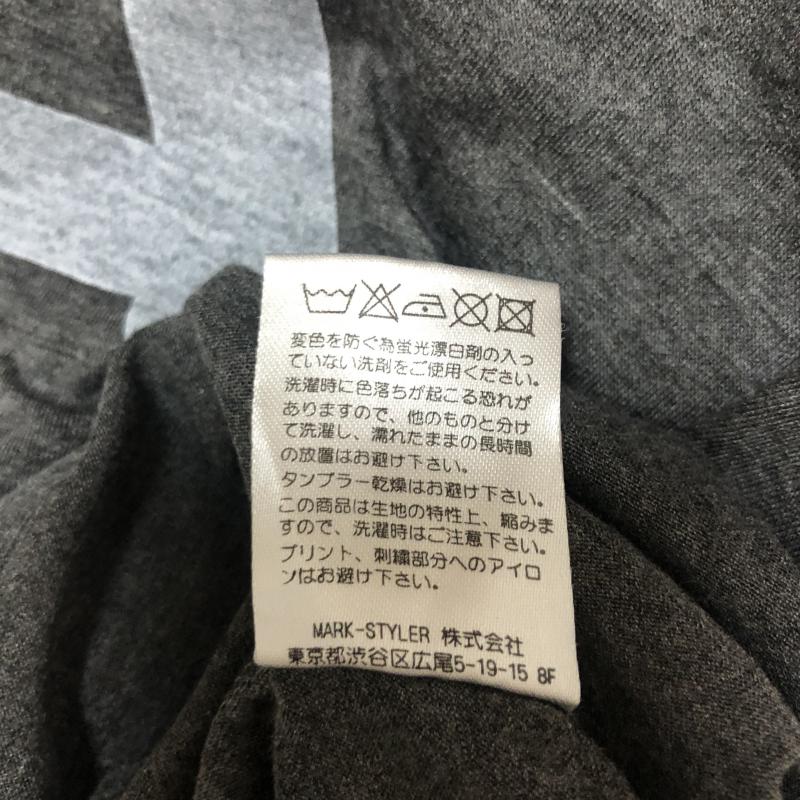 変色を防ぐ為蛍光漂白剤の入っ
ていない洗剤をご使用ください。
洗濯時に色落ちが起こる恐れが
ありますので、他のものと分け
て洗濯し、濡れたままの長時間
の放置はお避け下さい。
タンブラー乾燥はお避け下さい。
この商品は生地の特性上、縮みま
すので、洗濯時はご注意下さい。
プリント、刺繍部分へのアイロ
ンはお避け下さい。
MARK-STYLER 株式会社
東京都渋谷区広尾5-19-15 8F